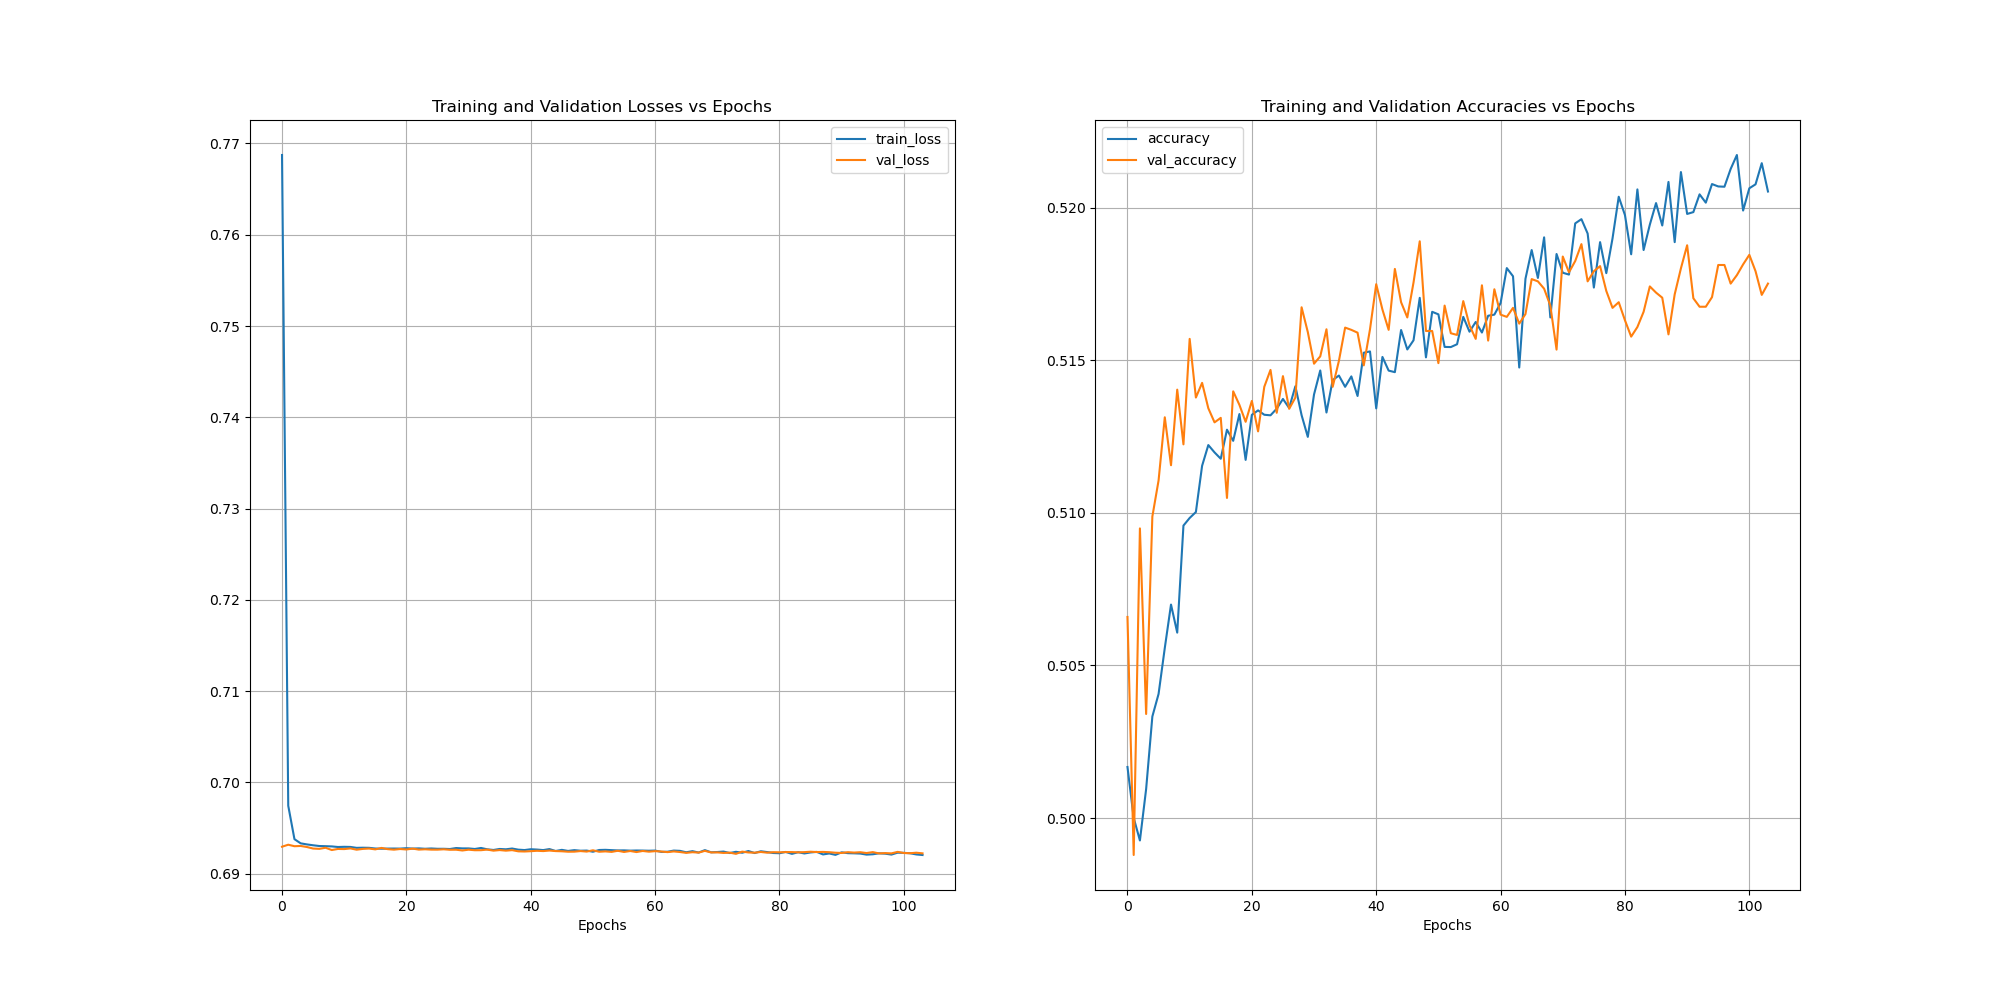 Training and Validation Losses vs Epochs
train_loss
val_loss
0.77
0.76
0.75
0.74
0.73
0.72
0.71
0.70
0.69
0 20 40 60 80 100
Epochs
Training and Validation Accuracies vs Epochs
accuracy
val_accuracy
0.520
0.515
0.510
0.505
0.500
0 20 40 60 80 100
Epochs